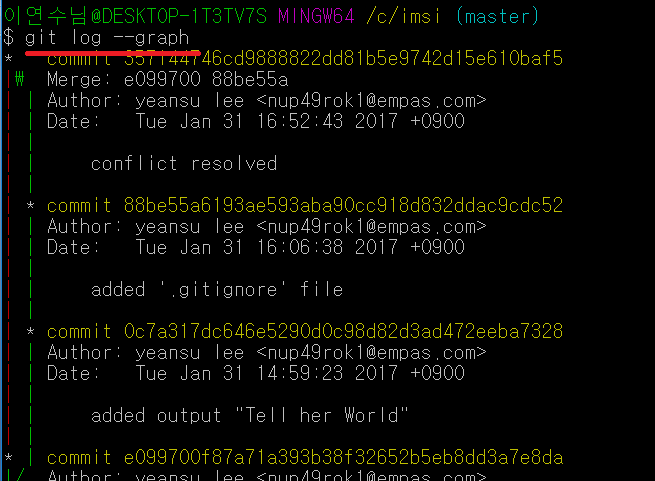 이연수님@DESKTOP-1T3TV7S MINGW64 /c/imsi (master)
$ git log --graph
*   commit 357144746cd9888822dd81b5e9742d15e610baf5
|₩  Merge: e099700 88be55a
| | Author: yeansu lee <nup49rok1@empas.com>
| | Date:   Tue Jan 31 16:52:43 2017 +0900
| |
| |     conflict resolved
| |
| * commit 88be55a6193ae593aba90cc918d832ddac9cdc52
| | Author: yeansu lee <nup49rok1@empas.com>
| | Date:   Tue Jan 31 16:06:38 2017 +0900
| |
| |     added '.gitignore' file
| |
| * commit 0c7a317dc646e5290d0c98d82d3ad472eeba7328
| | Author: yeansu lee <nup49rok1@empas.com>
| | Date:   Tue Jan 31 14:59:23 2017 +0900
| |
| |     added output "Tell her World"
| |
* | commit e099700f87a71a393b38f32652b5eb8dd3a7e8da
|/  Author: yeansu lee <nup49rok1@empas.com>